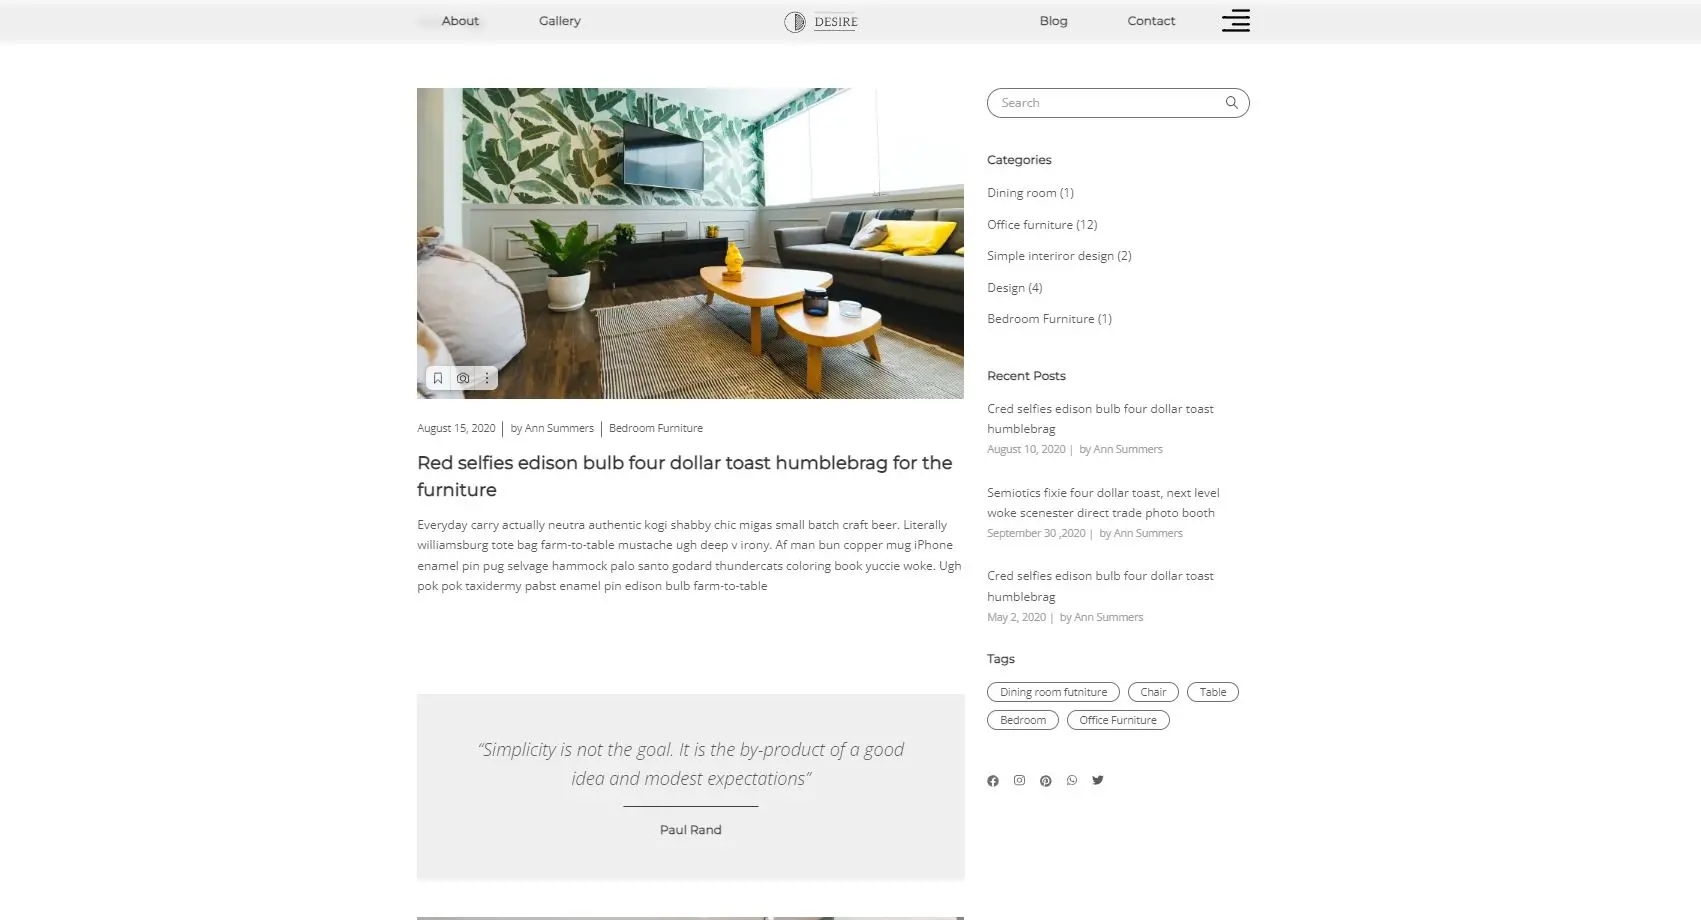 About
Gallery
DESIRE
Blog
Contact
August 15, 2020
by Ann Summers
Bedroom Furniture
Red selfies edison bulb four dollar toast humblebrag for the
furniture
Everyday carry actually neutra authentic kogi shabby chic migas small batch craft beer. Literally
williamsburg tote bag farm-to-table mustache ugh deep v irony. Af man bun copper mug iPhone
enamel pin pug selvage hammock palo santo godard thundercats coloring book yuccie woke. Ugh
pok pok taxidermy pabst enamel pin edison bulb farm-to-table
“Simplicity is not the goal. It is the by-product of a good
idea and modest expectations”
Paul Rand
Search
Categories
Dining room (1)
Office furniture (12)
Simple interiror design (2)
Design (4)
Bedroom Furniture (1)
Recent Posts
Cred selfies edison bulb four dollar toast
humblebrag
August 10, 2020 | by Ann Summers
Semiotics fixie four dollar toast, next level
woke scenester direct trade photo booth
September 30 ,2020 | by Ann Summers
Cred selfies edison bulb four dollar toast
humblebrag
May 2, 2020 | by Ann Summers
Tags
Dining room futniture
Chair
Table
Bedroom
Office Furniture